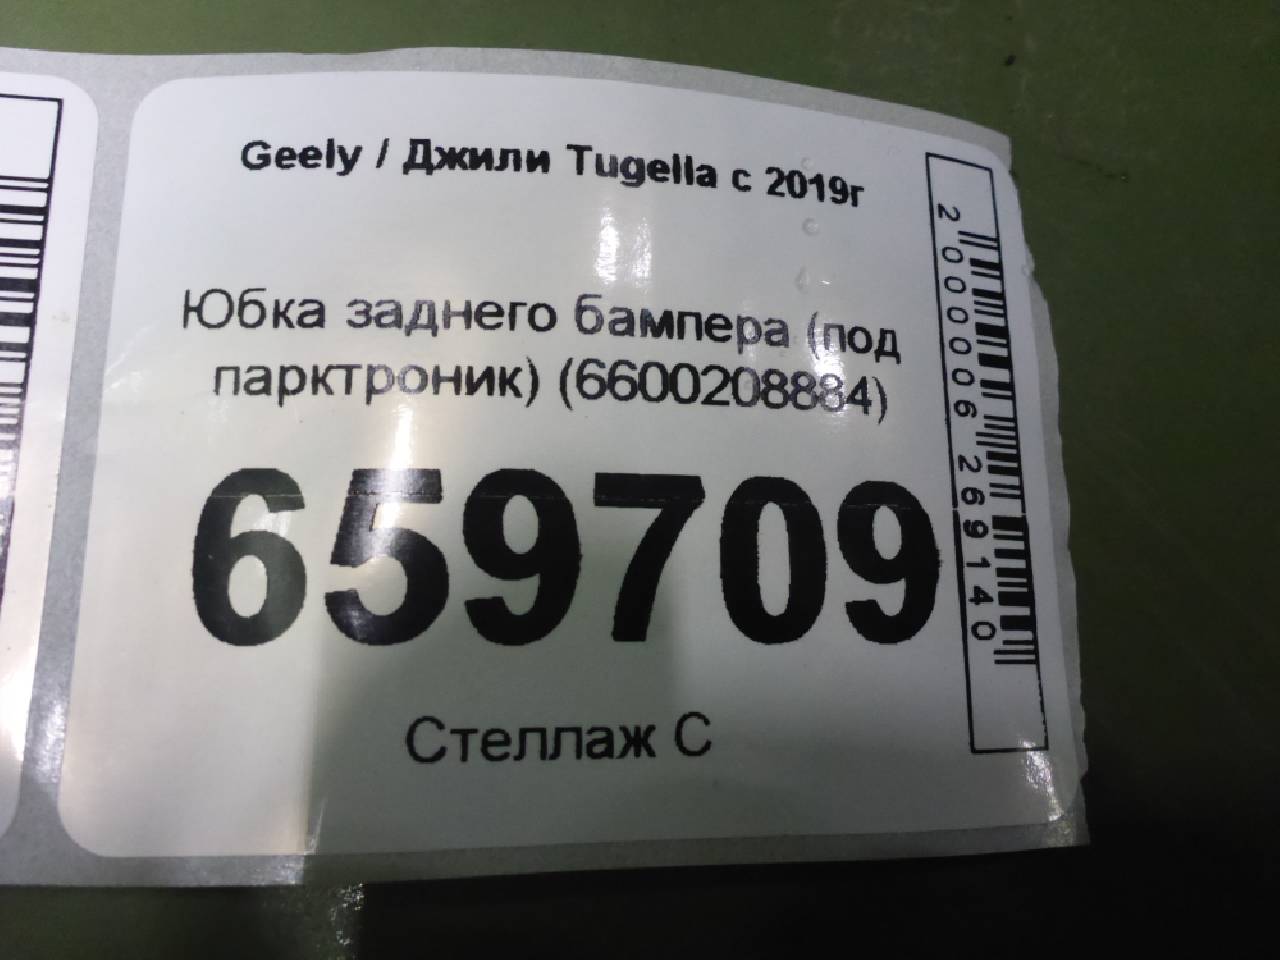 Geely / Джили Tugella с 2019г
Юбка заднего бампера (под
парктроник) (6600208884)
659709
Стеллаж С
2000006269140